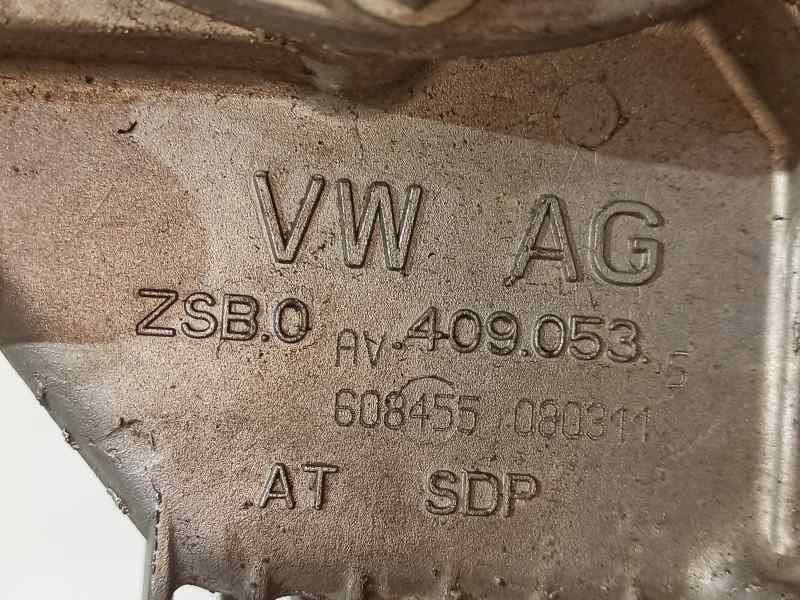 VW AG
ZSB.0 AV .409.053. S
608455 080311
AT SDP